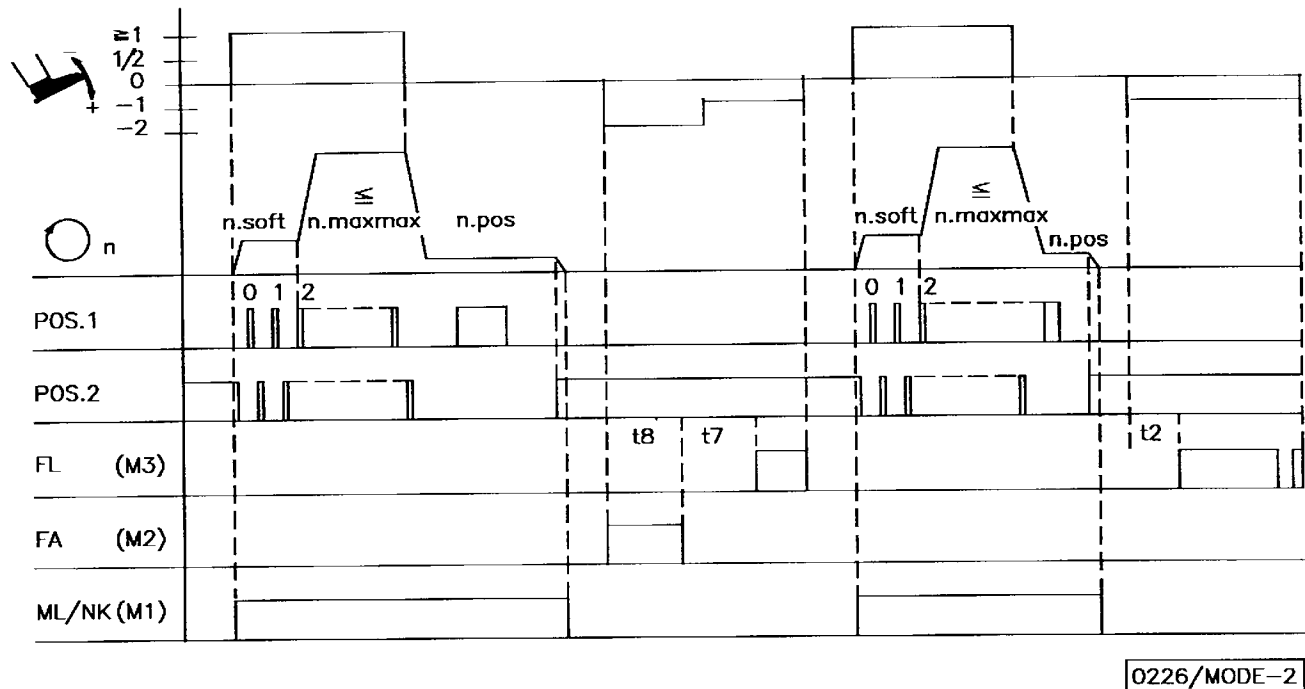 ≧1
1/2
0
−1
−2
− +
n
n.soft n.maxmax n.pos
≦
n.soft n.maxmax n.pos
≦
0 1 2
0 1 2
POS.1
POS.2
t8 t7 t2
FL (M3)
FA (M2)
ML/NK (M1)
0226/MODE−2